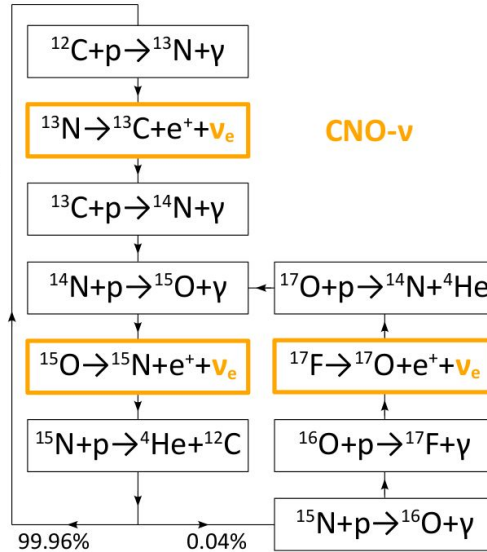 ¹²C+p→¹³N+γ
¹³N→¹³C+e⁺+νₑ
CNO-ν
¹³C+p→¹⁴N+γ
¹⁴N+p→¹⁵O+γ
¹⁷O+p→¹⁴N+⁴He
¹⁵O→¹⁵N+e⁺+νₑ
¹⁷F→¹⁷O+e⁺+νₑ
¹⁵N+p→⁴He+¹²C
¹⁶O+p→¹⁷F+γ
¹⁵N+p→¹⁶O+γ
99.96%
0.04%